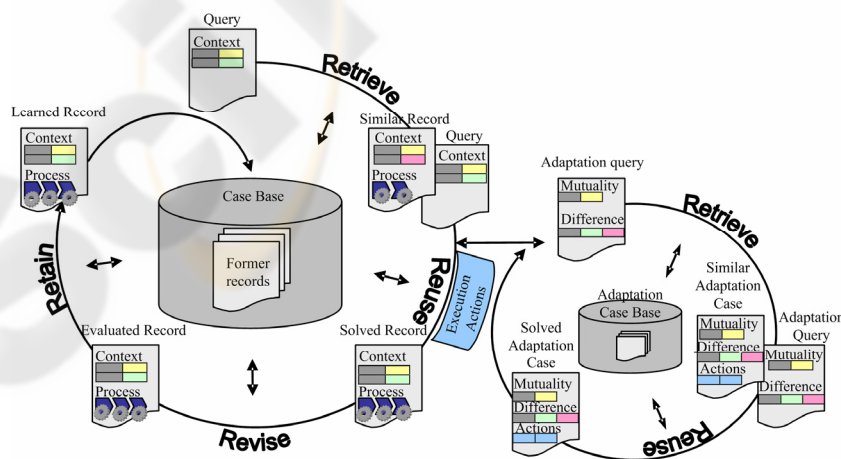 Query
Context
Retrieve
Learned Record
Context
Process
Similar Record
Context
Process
Query
Context
Case Base
Former
records
Retain
Reuse
Execution
Actions
Evaluated Record
Context
Process
Solved Record
Context
Process
Revise
Adaptation query
Mutuality
Difference
Retrieve
Similar
Adaptation
Case
Mutuality
Difference
Actions
Adaptation
Query
Mutuality
Difference
Adaptation
Case Base
Solved
Adaptation
Case
Mutuality
Difference
Actions
Reuse